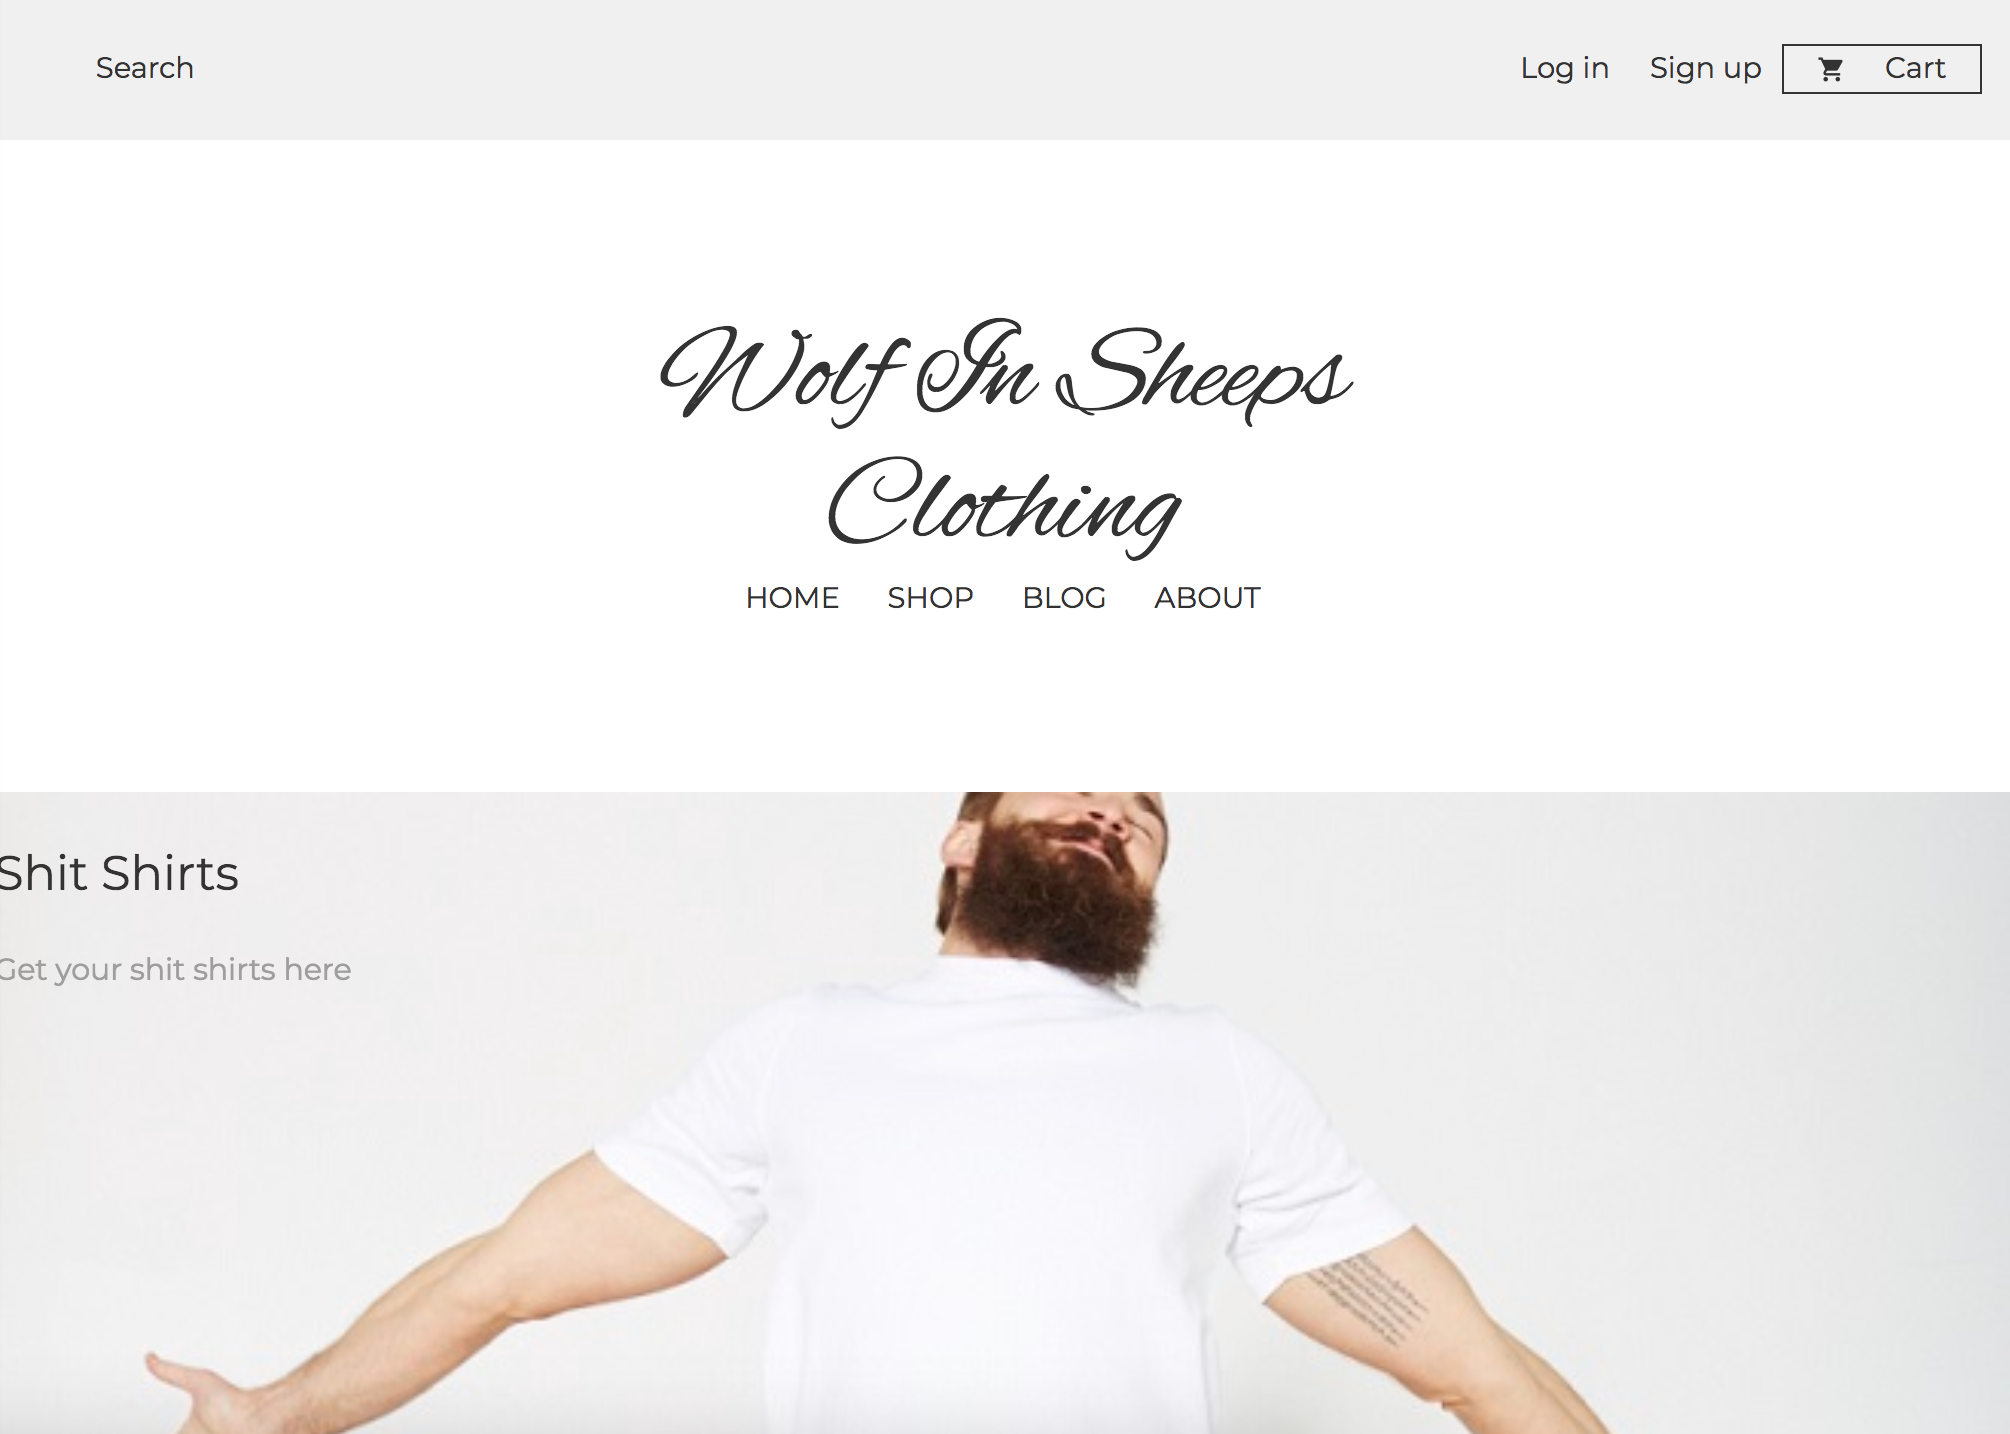 Search
Log in Sign up Cart
Wolf In Sheeps
Clothing
HOME SHOP BLOG ABOUT
Shit Shirts
Get your shit shirts here